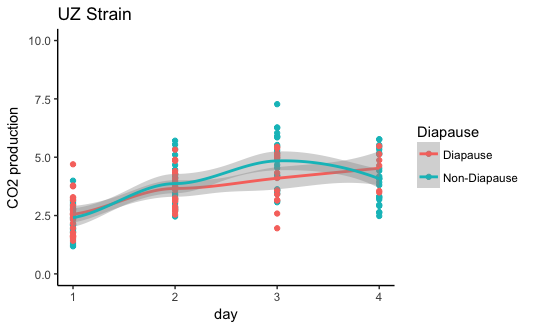 UZ Strain
10.0
7.5
5.0
2.5
0.0
CO2 production
1 2 3 4
day
Diapause
Diapause
Non-Diapause